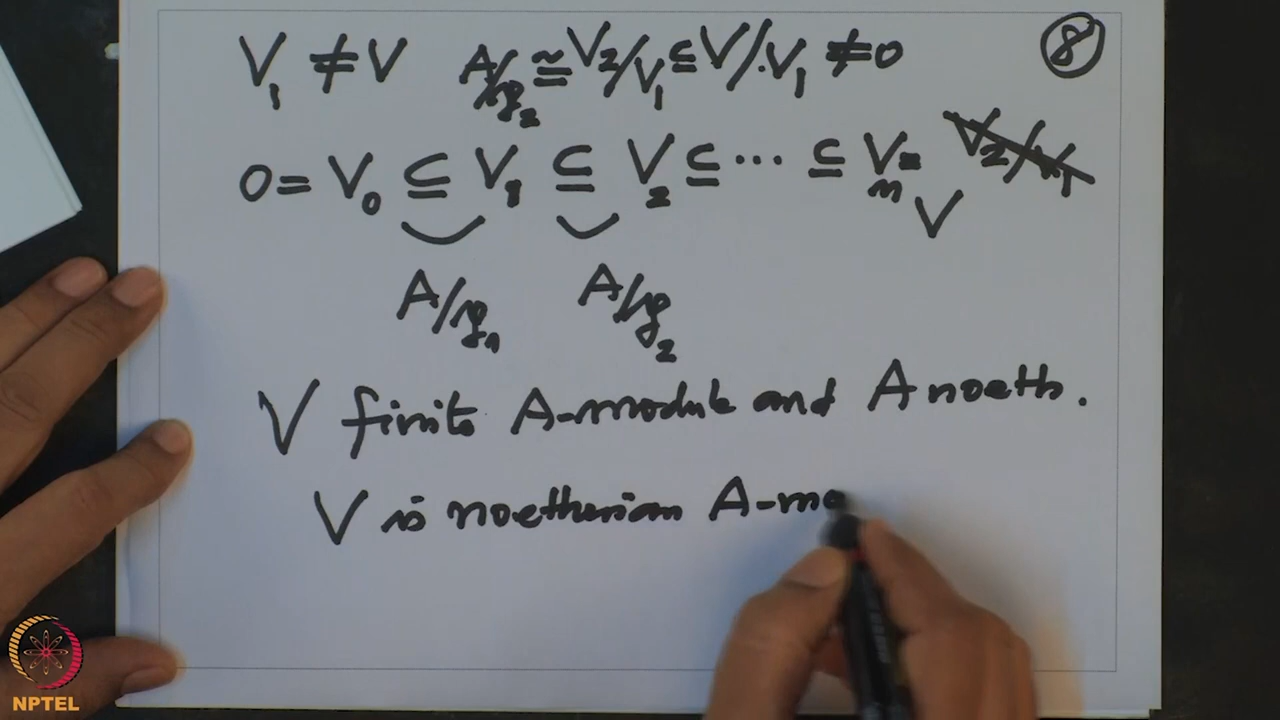 V₁ ≠ V A/𝔭₂ ≅ V₂/V₁ ⊆ V/V₁ ≠ 0 ⑧
0 = V₀ ⊆ V₁ ⊆ V₂ ⊆ ⋯ ⊆ Vₙ = V
A/𝔭₁ A/𝔭₂
V finite A-module and A noeth.
V is noetherian A-mo
NPTEL